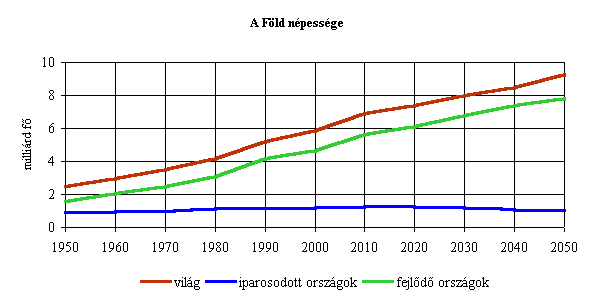 A Föld népessége
milliárd fő
10
8
6
4
2
0
1950 1960 1970 1980 1990 2000 2010 2020 2030 2040 2050
világ iparosodott országok fejlődő országok